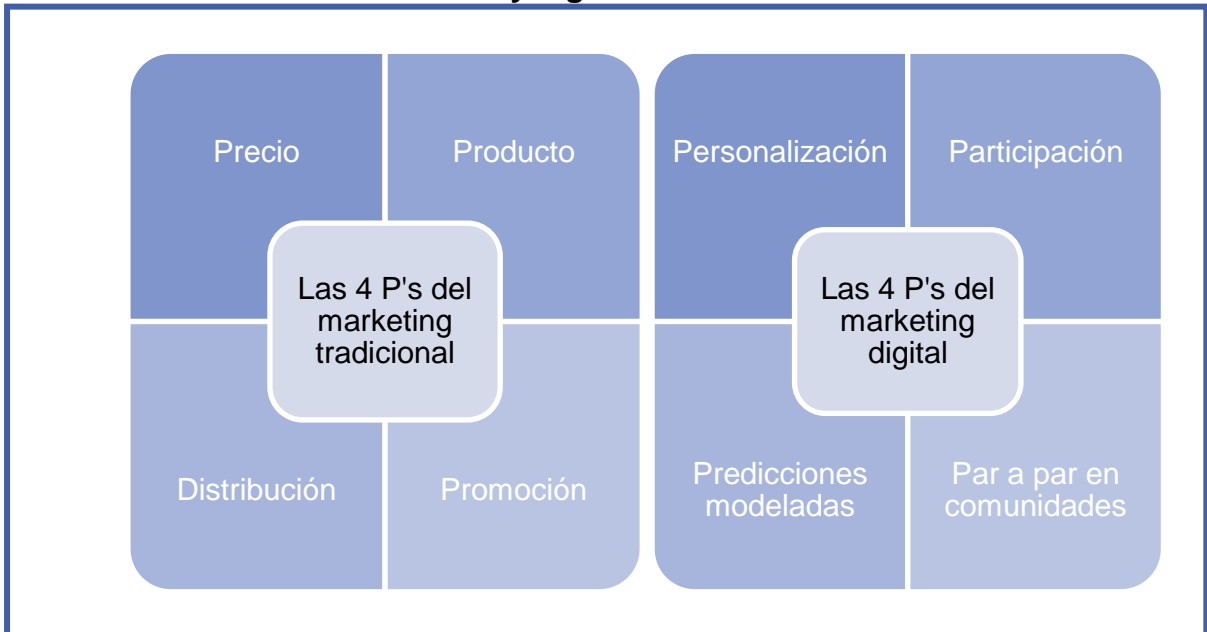 Precio
Producto
Las 4 P's del
marketing
tradicional
Distribución
Promoción
Personalización
Participación
Las 4 P's del
marketing
digital
Predicciones
modeladas
Par a par en
comunidades